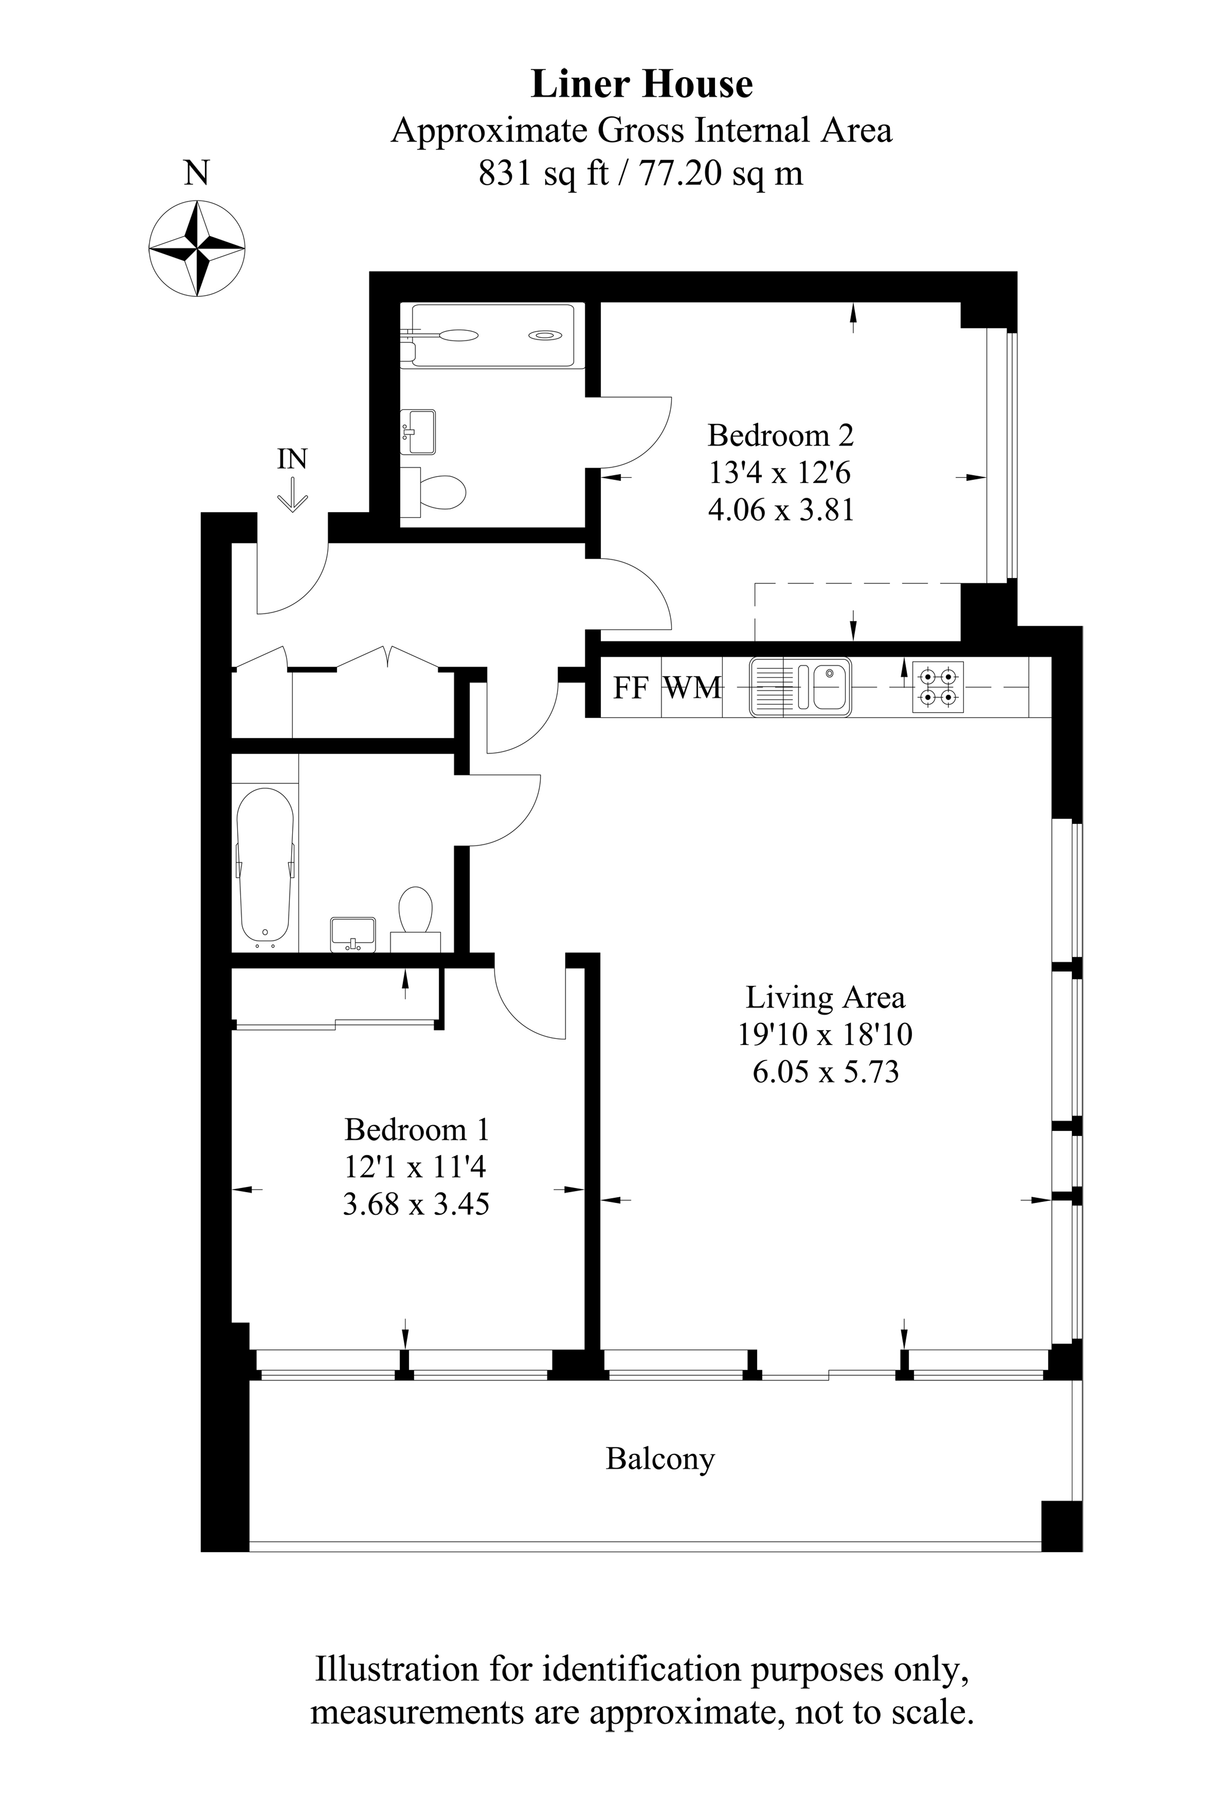 Liner House
Approximate Gross Internal Area
831 sq ft / 77.20 sq m
N
IN
Bedroom 2
13'4 x 12'6
4.06 x 3.81
FF WM
Living Area
19'10 x 18'10
6.05 x 5.73
Bedroom 1
12'1 x 11'4
3.68 x 3.45
Balcony
Illustration for identification purposes only,
measurements are approximate, not to scale.